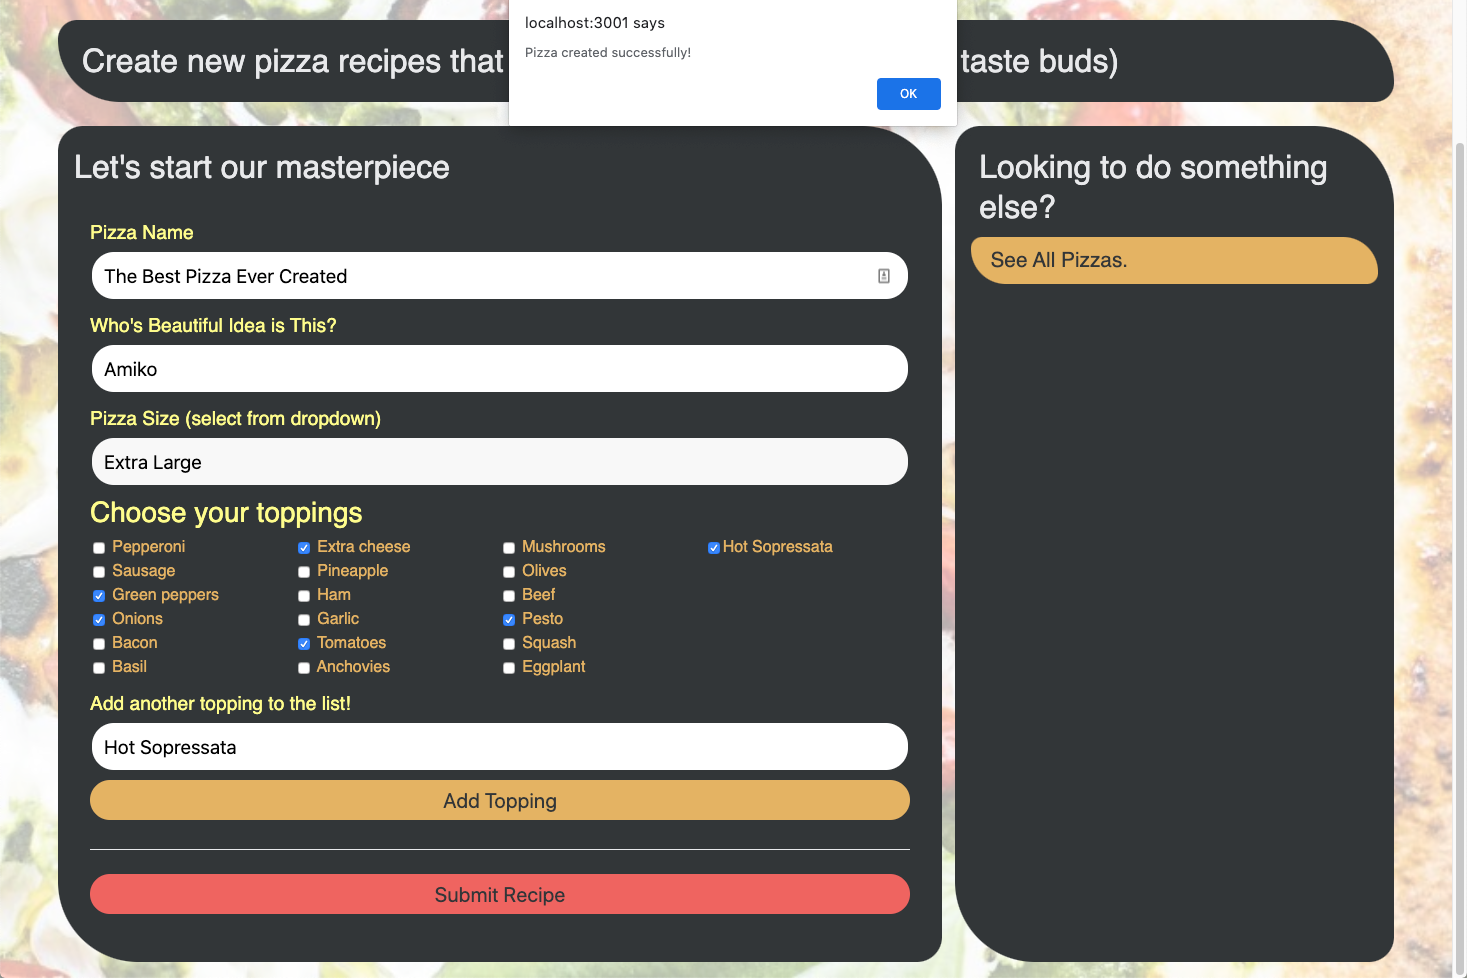 localhost:3001 says
Pizza created successfully!
OK
Create new pizza recipes that
taste buds)
Let's start our masterpiece
Pizza Name
The Best Pizza Ever Created
Who's Beautiful Idea is This?
Amiko
Pizza Size (select from dropdown)
Extra Large
Choose your toppings
Pepperoni Extra cheese Mushrooms Hot Sopressata
Sausage Pineapple Olives
Green peppers Ham Beef
Onions Garlic Pesto
Bacon Tomatoes Squash
Basil Anchovies Eggplant
Add another topping to the list!
Hot Sopressata
Add Topping
Submit Recipe
Looking to do something
else?
See All Pizzas.